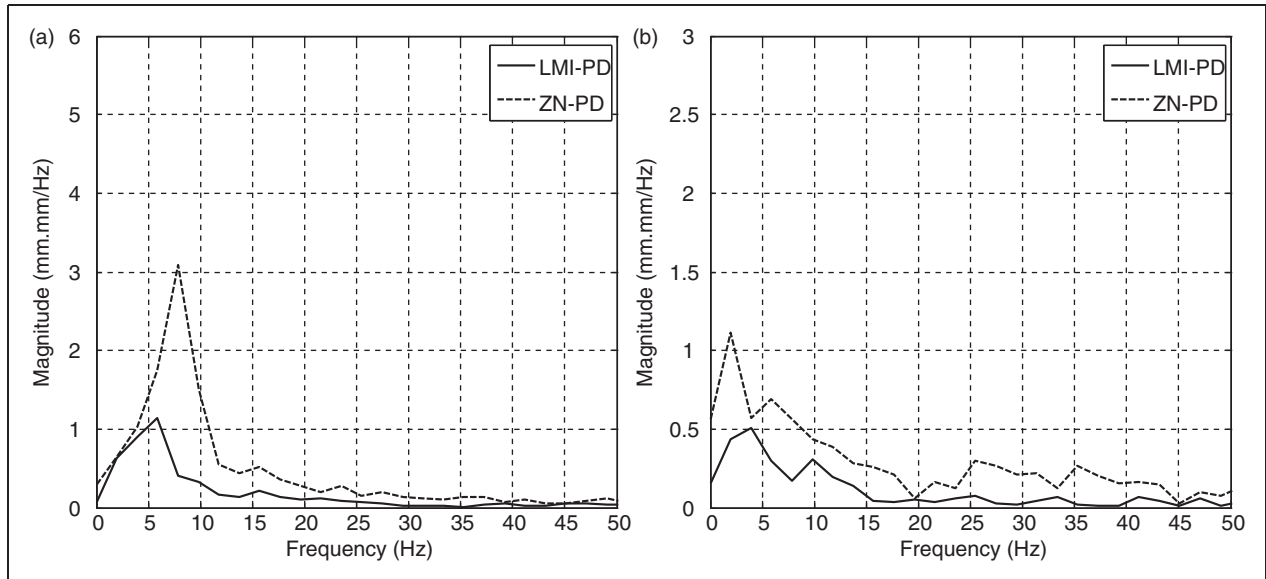 (a)
6
5
4
3
2
1
0
Magnitude (mm.mm/Hz)
0 5 10 15 20 25 30 35 40 45 50
Frequency (Hz)
LMI-PD
ZN-PD
(b)
3
2.5
2
1.5
1
0.5
0
Magnitude (mm.mm/Hz)
0 5 10 15 20 25 30 35 40 45 50
Frequency (Hz)
LMI-PD
ZN-PD